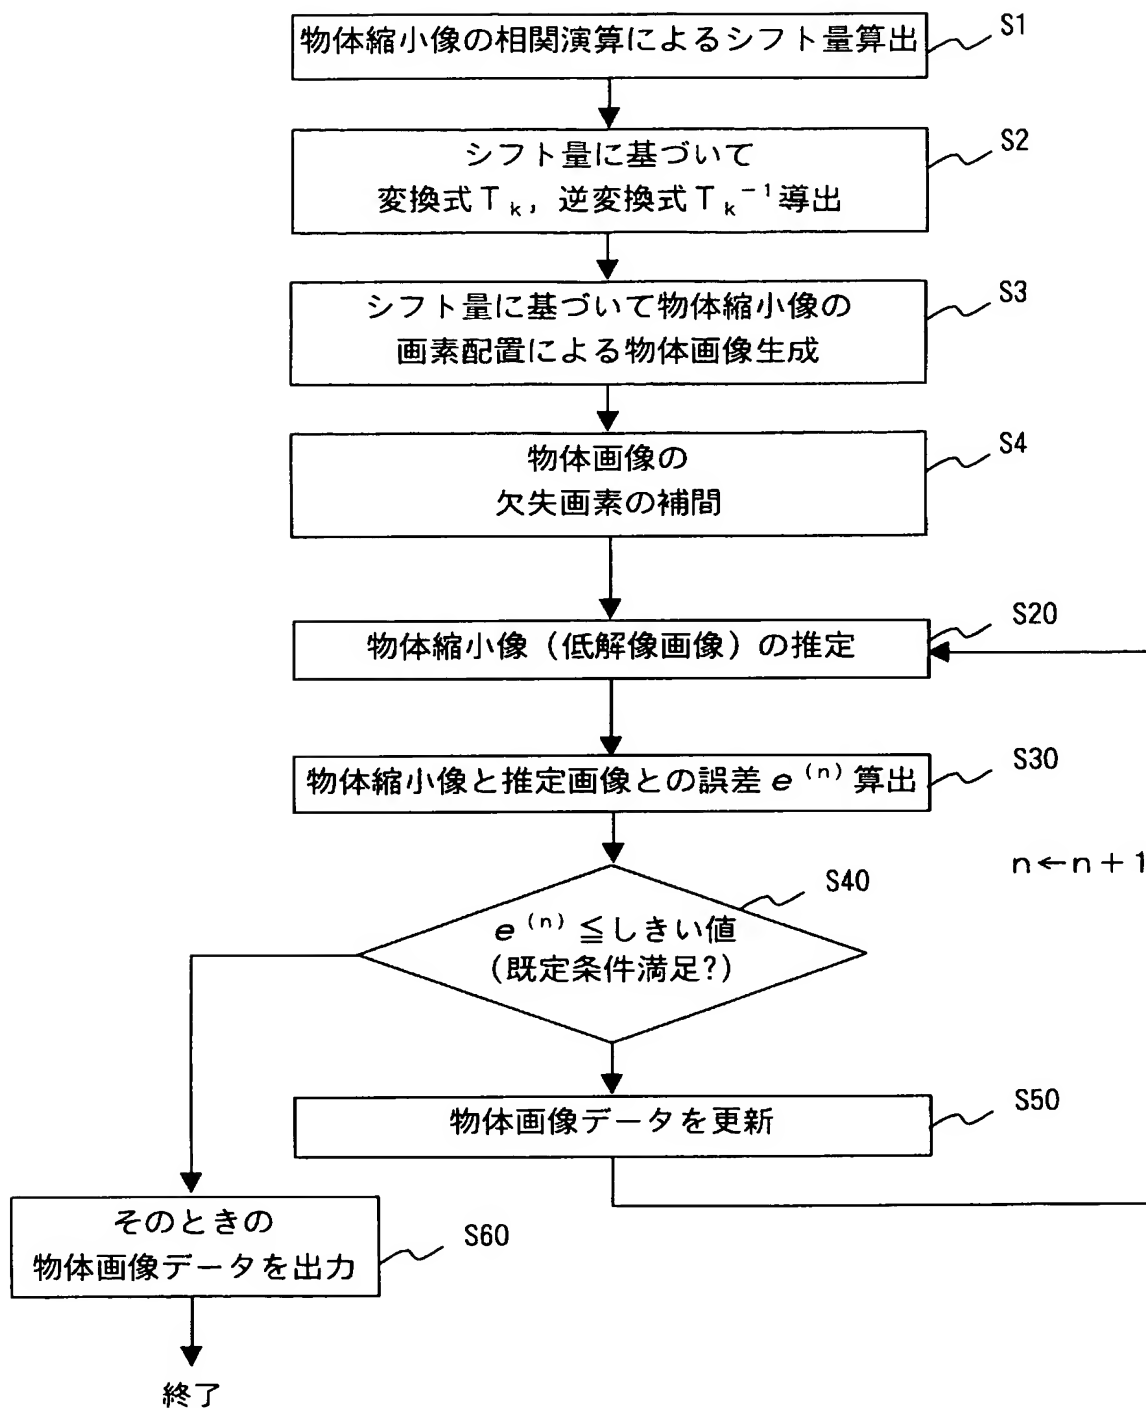 物体縮小像の相関演算によるシフト量算出
S1
シフト量に基づいて
変換式Tk, 逆変換式Tk-1導出
S2
シフト量に基づいて物体縮小像の
画素配置による物体画像生成
S3
物体画像の
欠失画素の補間
S4
物体縮小像（低解像画像）の推定
S20
物体縮小像と推定画像との誤差e(n)算出
S30
n←n+1
S40
e(n)≦しきい値
(既定条件満足?)
物体画像データを更新
S50
そのときの
物体画像データを出力
S60
終了